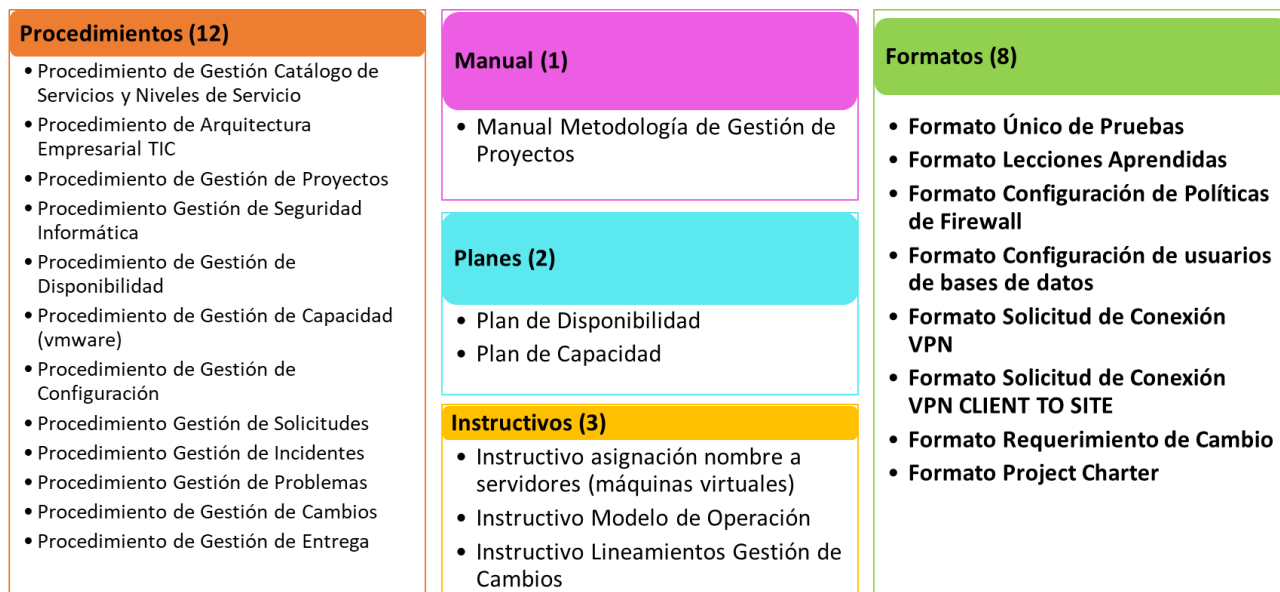 Procedimientos (12)
• Procedimiento de Gestión Catálogo de
Servicios y Niveles de Servicio
• Procedimiento de Arquitectura
Empresarial TIC
• Procedimiento de Gestión de Proyectos
• Procedimiento Gestión de Seguridad
Informática
• Procedimiento de Gestión de
Disponibilidad
• Procedimiento de Gestión de Capacidad
(vmware)
• Procedimiento de Gestión de
Configuración
• Procedimiento Gestión de Solicitudes
• Procedimiento Gestión de Incidentes
• Procedimiento Gestión de Problemas
• Procedimiento de Gestión de Cambios
• Procedimiento de Gestión de Entrega
Manual (1)
• Manual Metodología de Gestión de
Proyectos
Planes (2)
• Plan de Disponibilidad
• Plan de Capacidad
Instructivos (3)
• Instructivo asignación nombre a
servidores (máquinas virtuales)
• Instructivo Modelo de Operación
• Instructivo Lineamientos Gestión de
Cambios
Formatos (8)
• Formato Único de Pruebas
• Formato Lecciones Aprendidas
• Formato Configuración de Políticas
de Firewall
• Formato Configuración de usuarios
de bases de datos
• Formato Solicitud de Conexión
VPN
• Formato Solicitud de Conexión
VPN CLIENT TO SITE
• Formato Requerimiento de Cambio
• Formato Project Charter